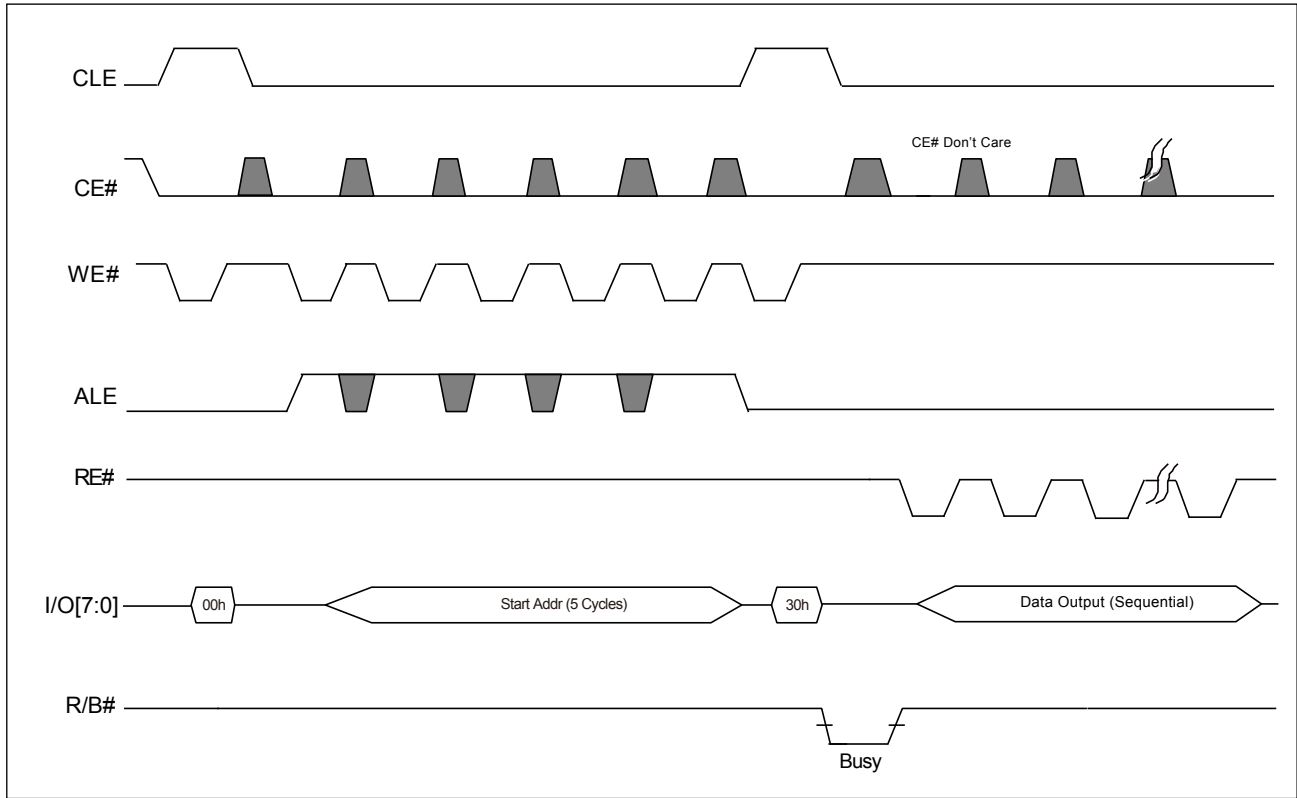 CLE
CE# Don't Care
CE#
WE#
ALE
RE#
I/O[7:0]
00h
Start Addr (5 Cycles)
30h
Data Output (Sequential)
R/B#
Busy